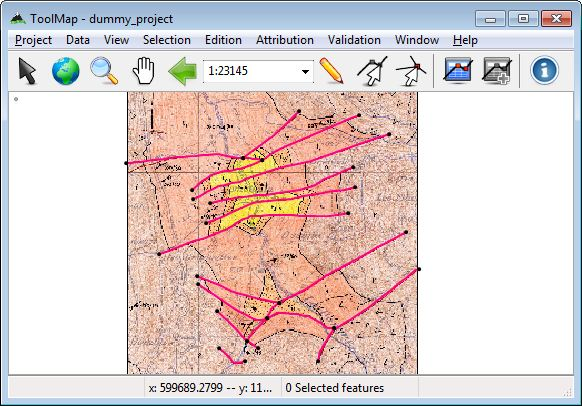 ToolMap - dummy_project
Project Data View Selection Edition Attribution Validation Window Help
1:23145
x: 599689.2799 -- y: 11... 0 Selected features